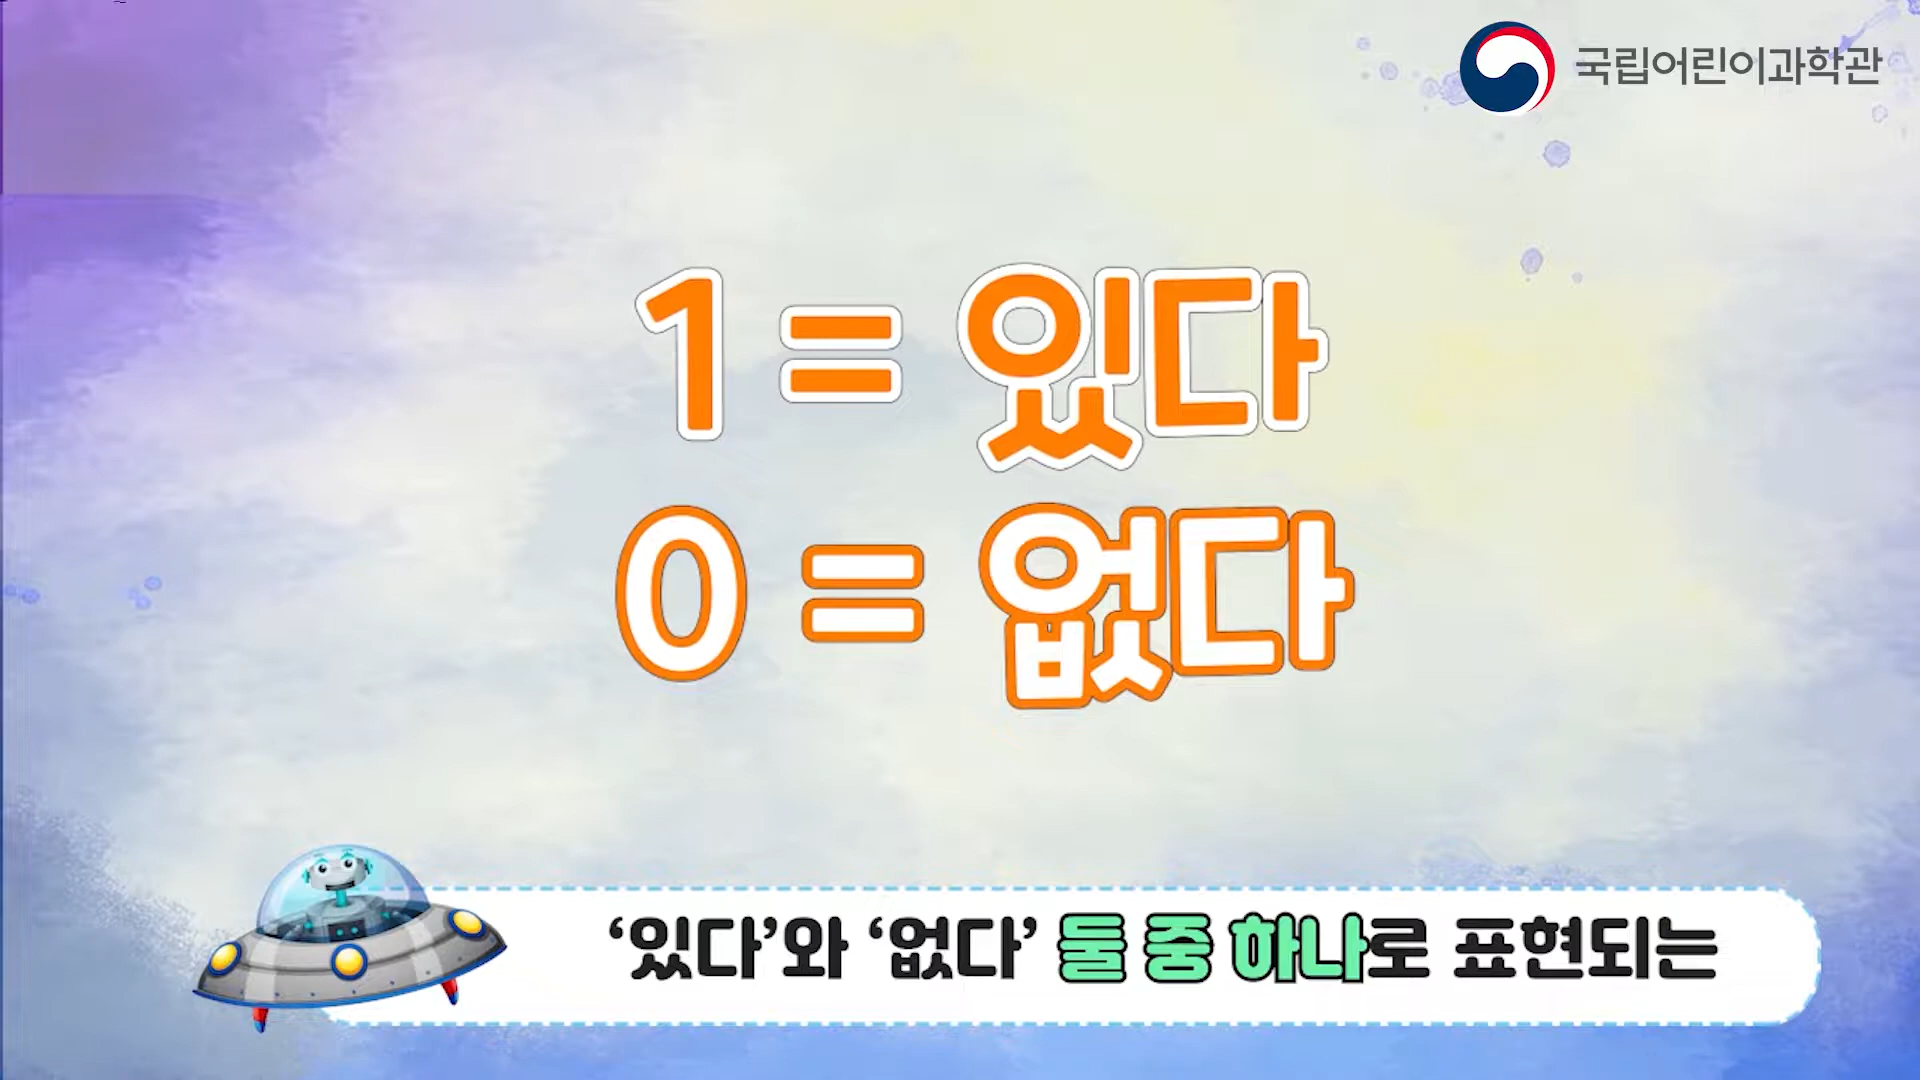 국립어린이과학관
1 = 있다
0 = 없다
‘있다’와 ‘없다’ 둘 중 하나로 표현되는